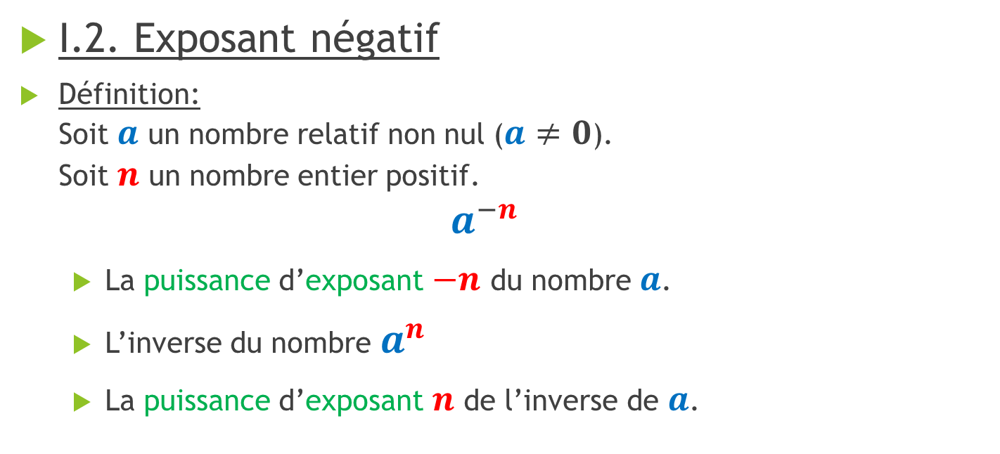 I.2. Exposant négatif
Définition:
Soit a un nombre relatif non nul (a ≠ 0).
Soit n un nombre entier positif.
a⁻ⁿ
La puissance d’exposant −n du nombre a.
L’inverse du nombre aⁿ
La puissance d’exposant n de l’inverse de a.